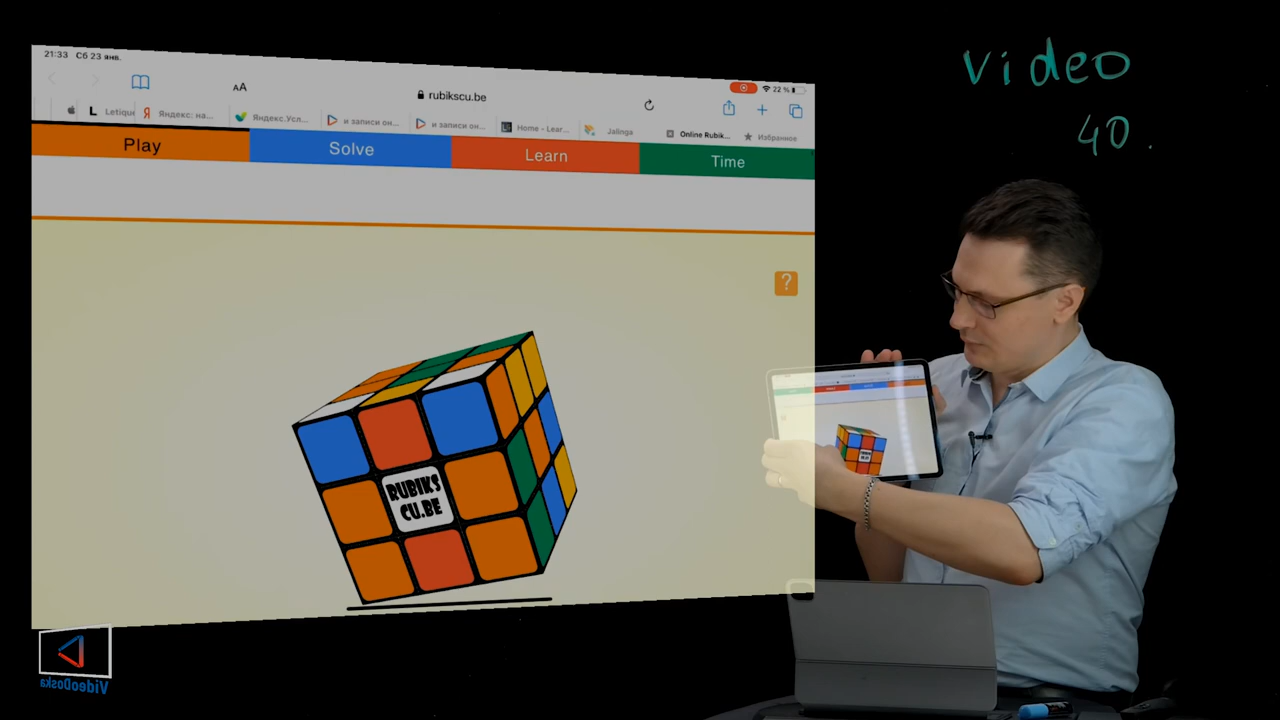 video
40
21:33 Сб 23 янв.
22 %
AA
rubikscu.be
Letique
Яндекс: на...
Яндекс.Усл...
и записи он...
и записи он...
Home - Lear...
Jalinga
Online Rubik...
Избранное
Play
Solve
Learn
Time
?
RUBIKS
CU.BE
VideoDoska